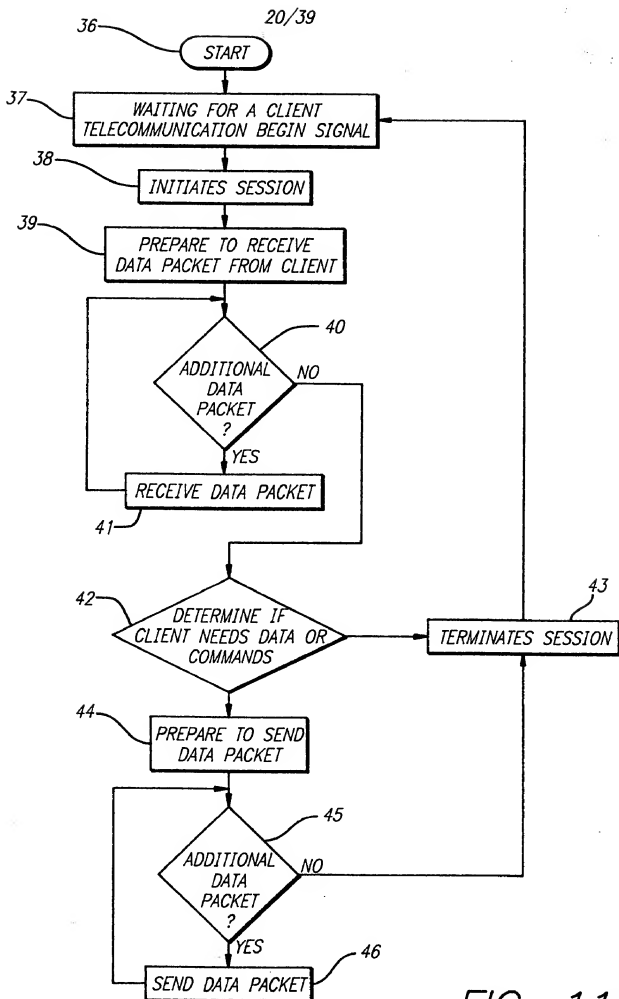 20/39
36
START
37
WAITING FOR A CLIENT
TELECOMMUNICATION BEGIN SIGNAL
38
INITIATES SESSION
39
PREPARE TO RECEIVE
DATA PACKET FROM CLIENT
40
ADDITIONAL
DATA
PACKET
?
NO
YES
RECEIVE DATA PACKET
41
42
DETERMINE IF
CLIENT NEEDS DATA OR
COMMANDS
43
TERMINATES SESSION
44
PREPARE TO SEND
DATA PACKET
45
ADDITIONAL
DATA
PACKET
?
NO
YES
SEND DATA PACKET
46
FIG. 11